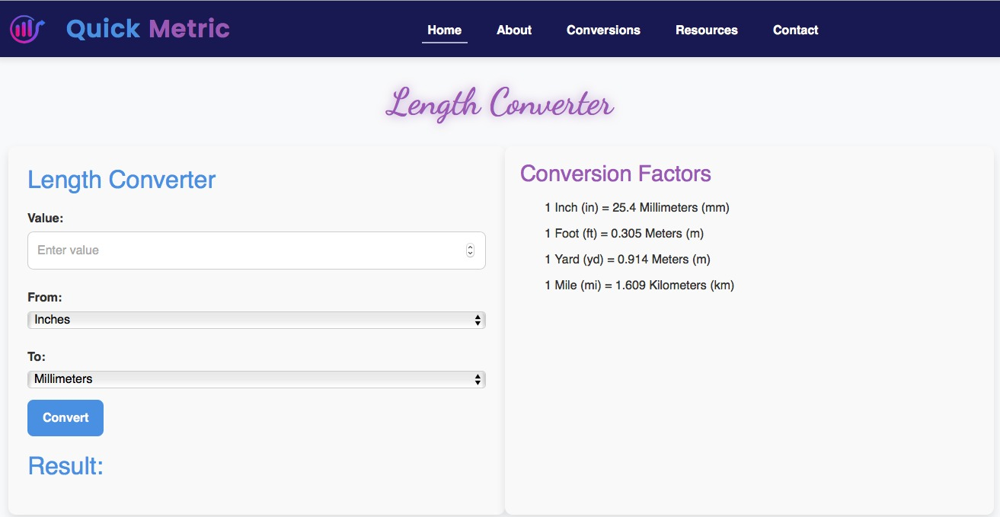 Quick Metric
Home About Conversions Resources Contact
Length Converter
Length Converter
Value:
Enter value
From:
Inches
To:
Millimeters
Convert
Result:
Conversion Factors
1 Inch (in) = 25.4 Millimeters (mm)
1 Foot (ft) = 0.305 Meters (m)
1 Yard (yd) = 0.914 Meters (m)
1 Mile (mi) = 1.609 Kilometers (km)